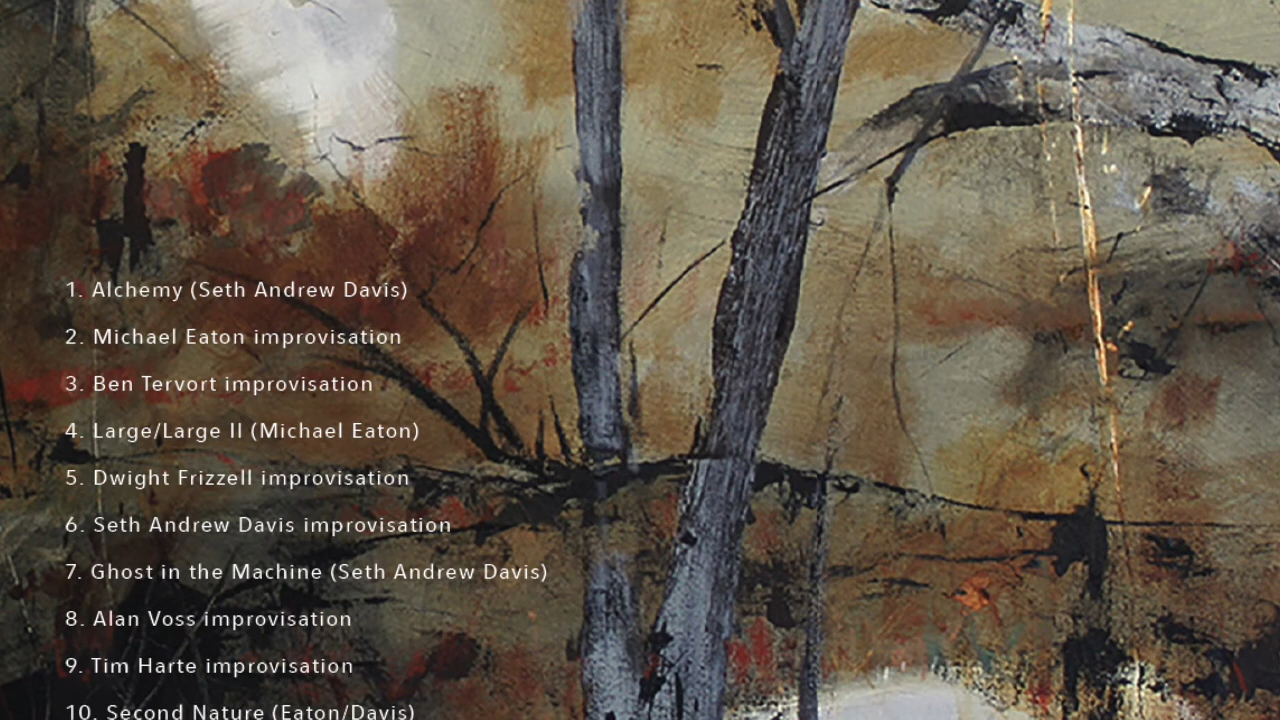 1. Alchemy (Seth Andrew Davis)
2. Michael Eaton improvisation
3. Ben Tervort improvisation
4. Large/Large II (Michael Eaton)
5. Dwight Frizzell improvisation
6. Seth Andrew Davis improvisation
7. Ghost in the Machine (Seth Andrew Davis)
8. Alan Voss improvisation
9. Tim Harte improvisation
10. Second Nature (Eaton/Davis)